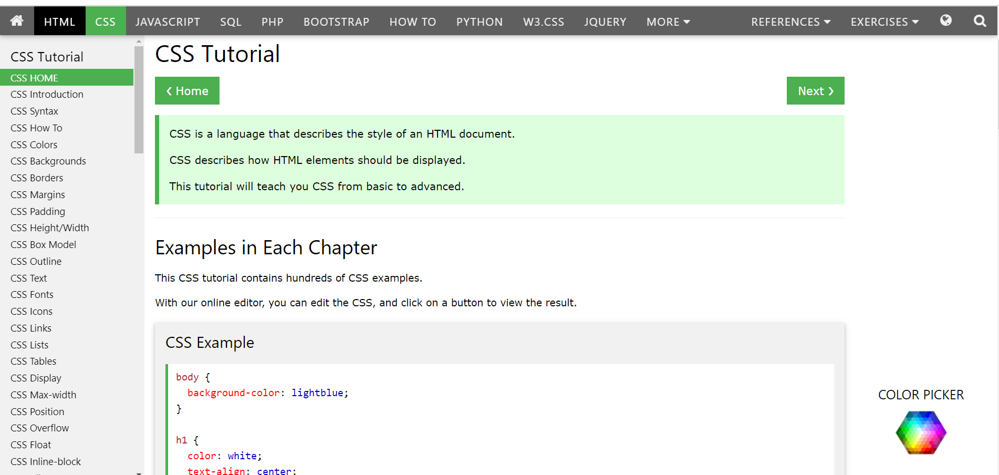 HTML CSS JAVASCRIPT SQL PHP BOOTSTRAP HOW TO PYTHON W3.CSS JQUERY MORE REFERENCES EXERCISES
CSS Tutorial
CSS HOME
CSS Introduction
CSS Syntax
CSS How To
CSS Colors
CSS Backgrounds
CSS Borders
CSS Margins
CSS Padding
CSS Height/Width
CSS Box Model
CSS Outline
CSS Text
CSS Fonts
CSS Icons
CSS Links
CSS Lists
CSS Tables
CSS Display
CSS Max-width
CSS Position
CSS Overflow
CSS Float
CSS Inline-block
CSS Tutorial
❮ Home
Next ❯
CSS is a language that describes the style of an HTML document.
CSS describes how HTML elements should be displayed.
This tutorial will teach you CSS from basic to advanced.
Examples in Each Chapter
This CSS tutorial contains hundreds of CSS examples.
With our online editor, you can edit the CSS, and click on a button to view the result.
CSS Example
body {
  background-color: lightblue;
}
h1 {
  color: white;
  text-align: center;
COLOR PICKER